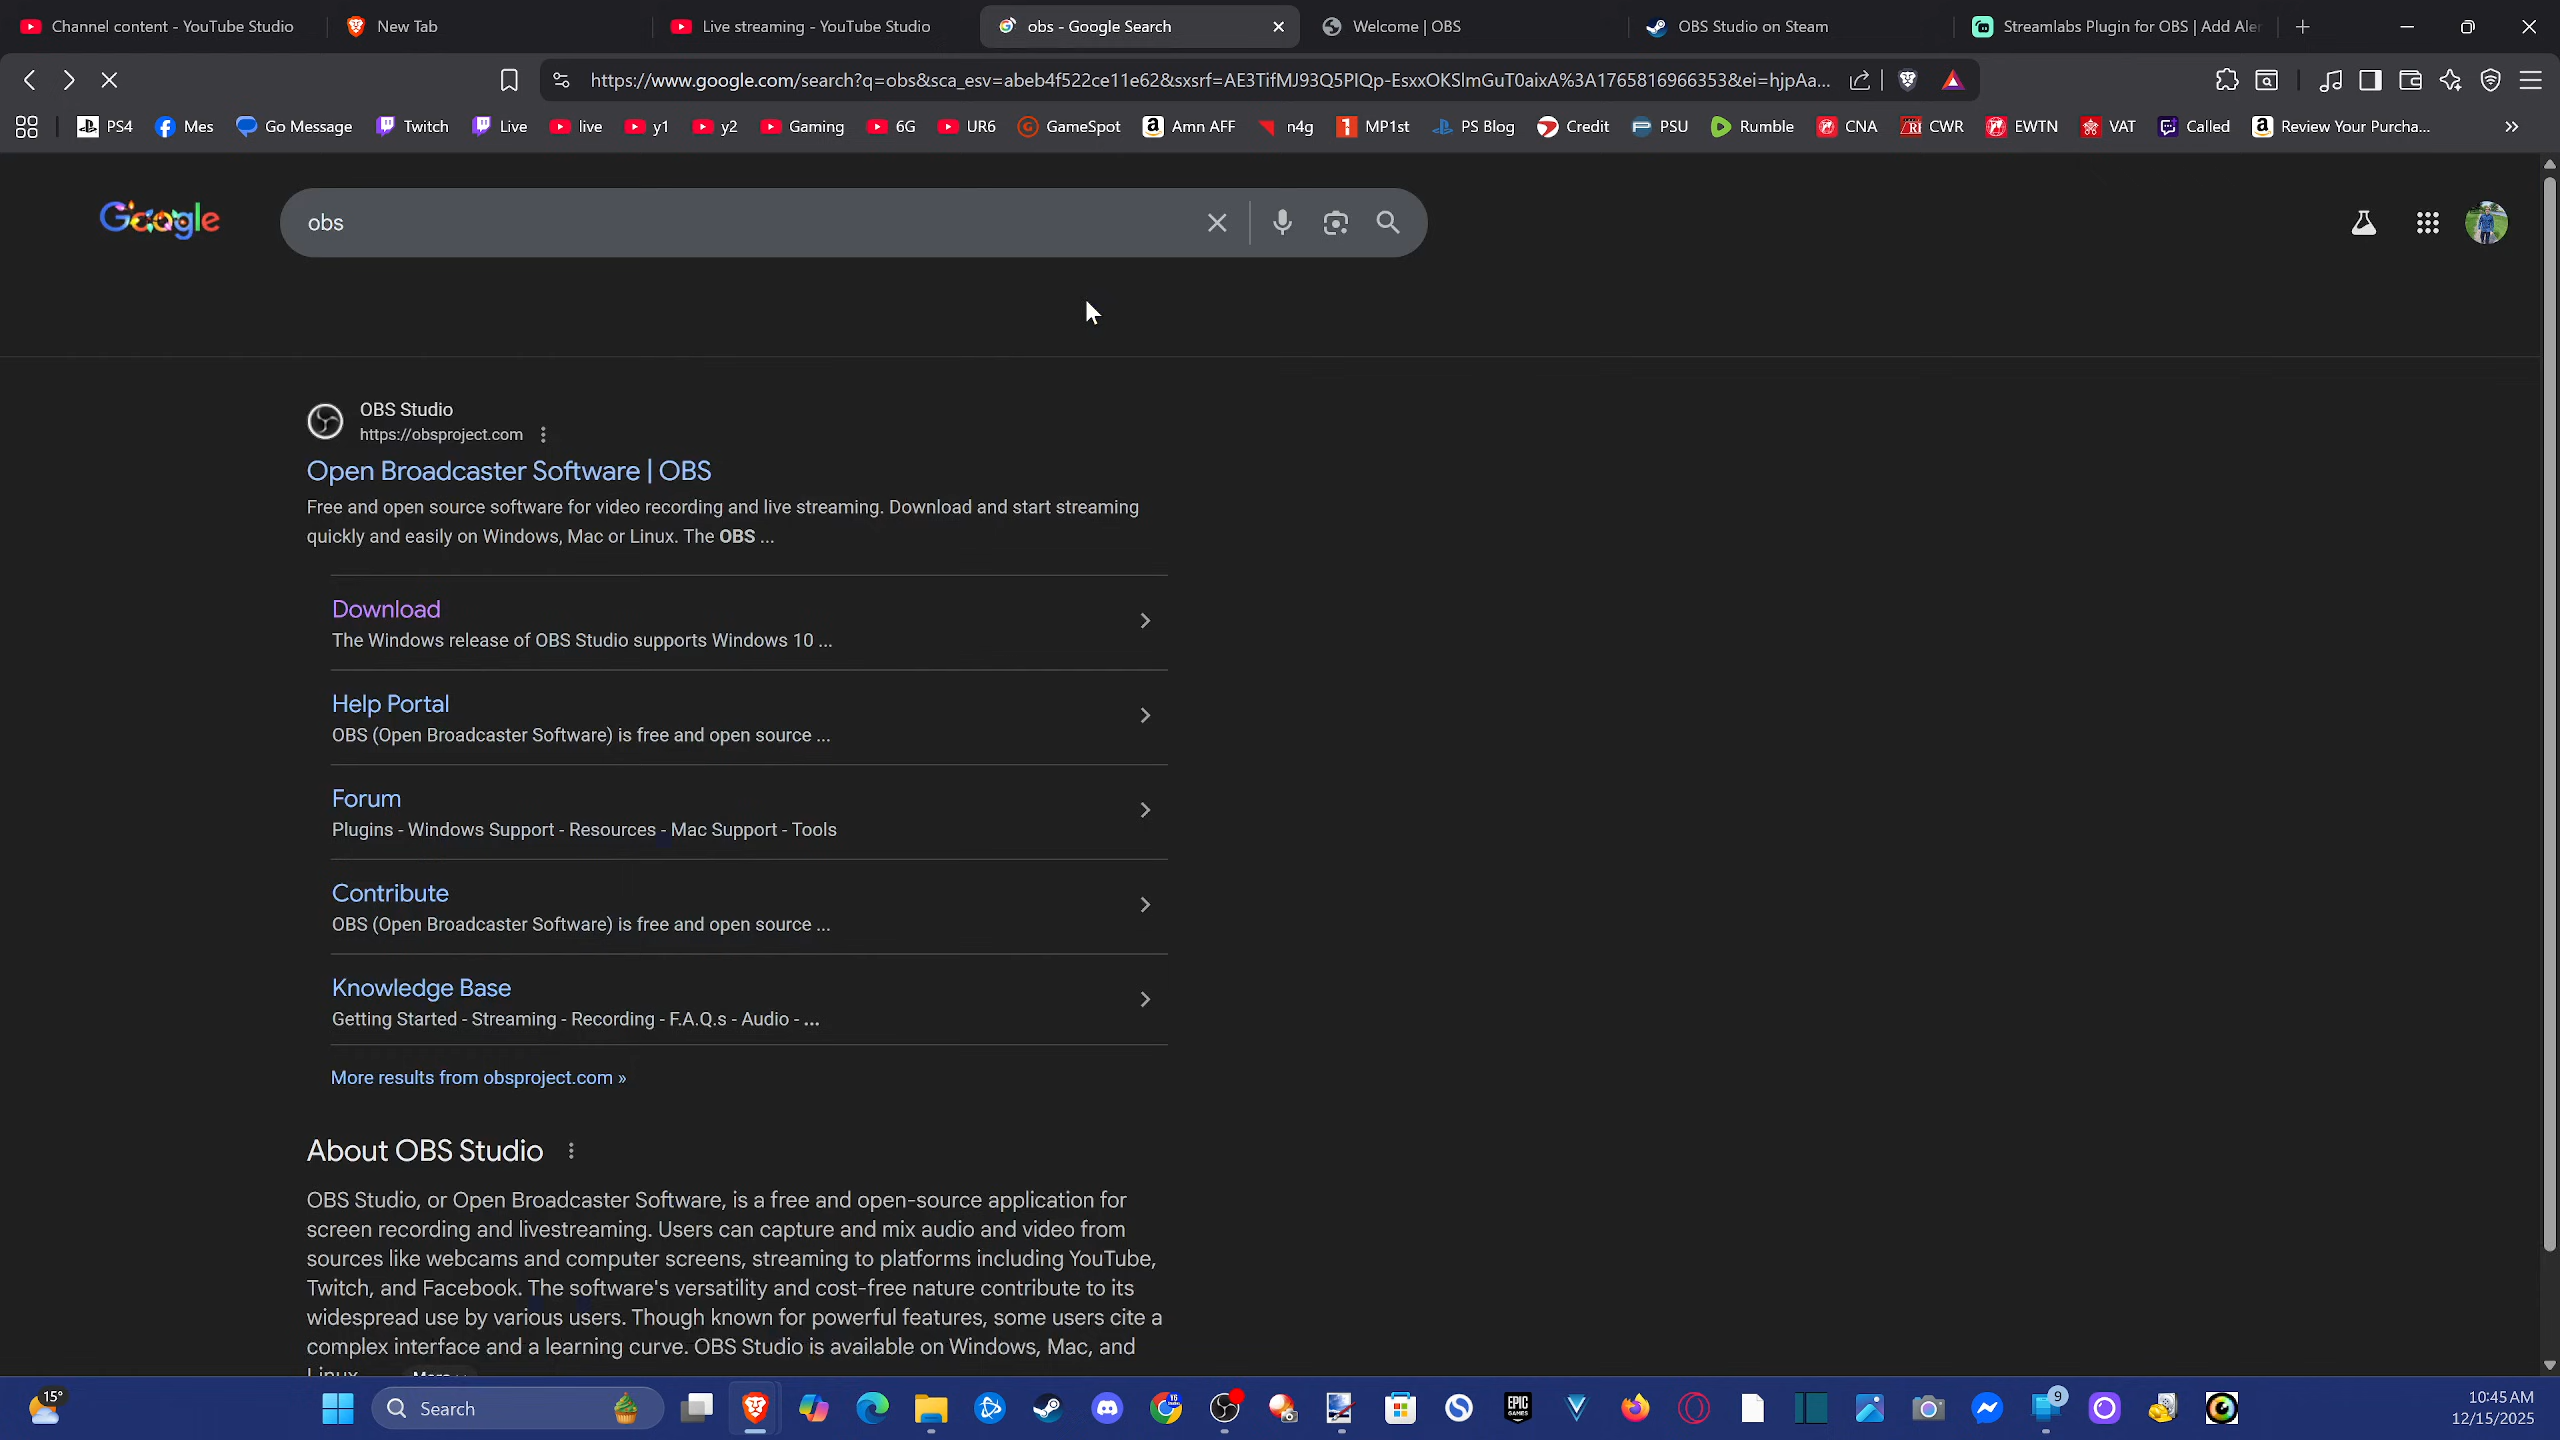 Channel content - YouTube Studio
New Tab
Live streaming - YouTube Studio
obs - Google Search
Welcome | OBS
OBS Studio on Steam
Streamlabs Plugin for OBS | Add Aler
https://www.google.com/search?q=obs&sca_esv=abeb4f522ce11e62&sxsrf=AE3TifMJ93Q5PIQp-EsxxOKSlmGuT0aixA%3A1765816966353&ei=hjpAa...
PS4
Mes
Go Message
Twitch
Live
live
y1
y2
Gaming
6G
UR6
GameSpot
Amn AFF
n4g
MP1st
PS Blog
Credit
PSU
Rumble
CNA
CWR
EWTN
VAT
Called
Review Your Purcha...
Google
obs
OBS Studio
https://obsproject.com
Open Broadcaster Software | OBS
Free and open source software for video recording and live streaming. Download and start streaming
quickly and easily on Windows, Mac or Linux. The OBS ...
Download
The Windows release of OBS Studio supports Windows 10 ...
Help Portal
OBS (Open Broadcaster Software) is free and open source ...
Forum
Plugins - Windows Support - Resources - Mac Support - Tools
Contribute
OBS (Open Broadcaster Software) is free and open source ...
Knowledge Base
Getting Started - Streaming - Recording - F.A.Q.s - Audio - ...
More results from obsproject.com »
About OBS Studio
OBS Studio, or Open Broadcaster Software, is a free and open-source application for
screen recording and livestreaming. Users can capture and mix audio and video from
sources like webcams and computer screens, streaming to platforms including YouTube,
Twitch, and Facebook. The software's versatility and cost-free nature contribute to its
widespread use by various users. Though known for powerful features, some users cite a
complex interface and a learning curve. OBS Studio is available on Windows, Mac, and
Linux.
15°
Search
EPIC
GAMES
9
10:45 AM
12/15/2025